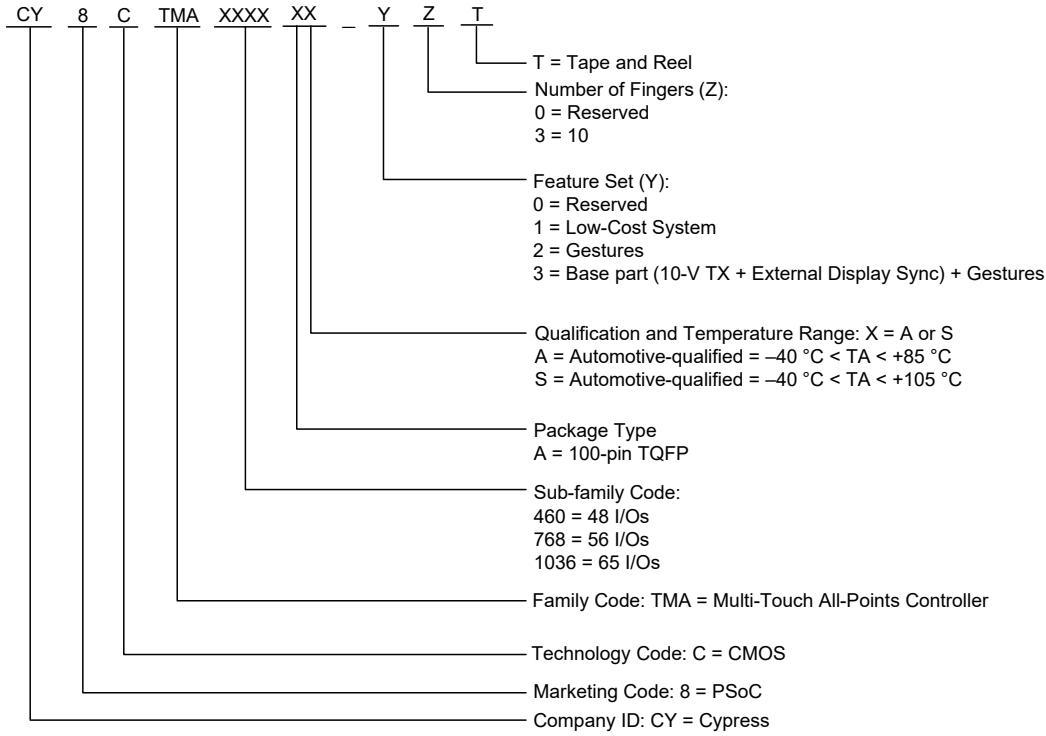 CY 8 C TMA XXXX XX _ Y Z T
T = Tape and Reel
Number of Fingers (Z):
0 = Reserved
3 = 10
Feature Set (Y):
0 = Reserved
1 = Low-Cost System
2 = Gestures
3 = Base part (10-V TX + External Display Sync) + Gestures
Qualification and Temperature Range: X = A or S
A = Automotive-qualified = –40 °C < TA < +85 °C
S = Automotive-qualified = –40 °C < TA < +105 °C
Package Type
A = 100-pin TQFP
Sub-family Code:
460 = 48 I/Os
768 = 56 I/Os
1036 = 65 I/Os
Family Code: TMA = Multi-Touch All-Points Controller
Technology Code: C = CMOS
Marketing Code: 8 = PSoC
Company ID: CY = Cypress